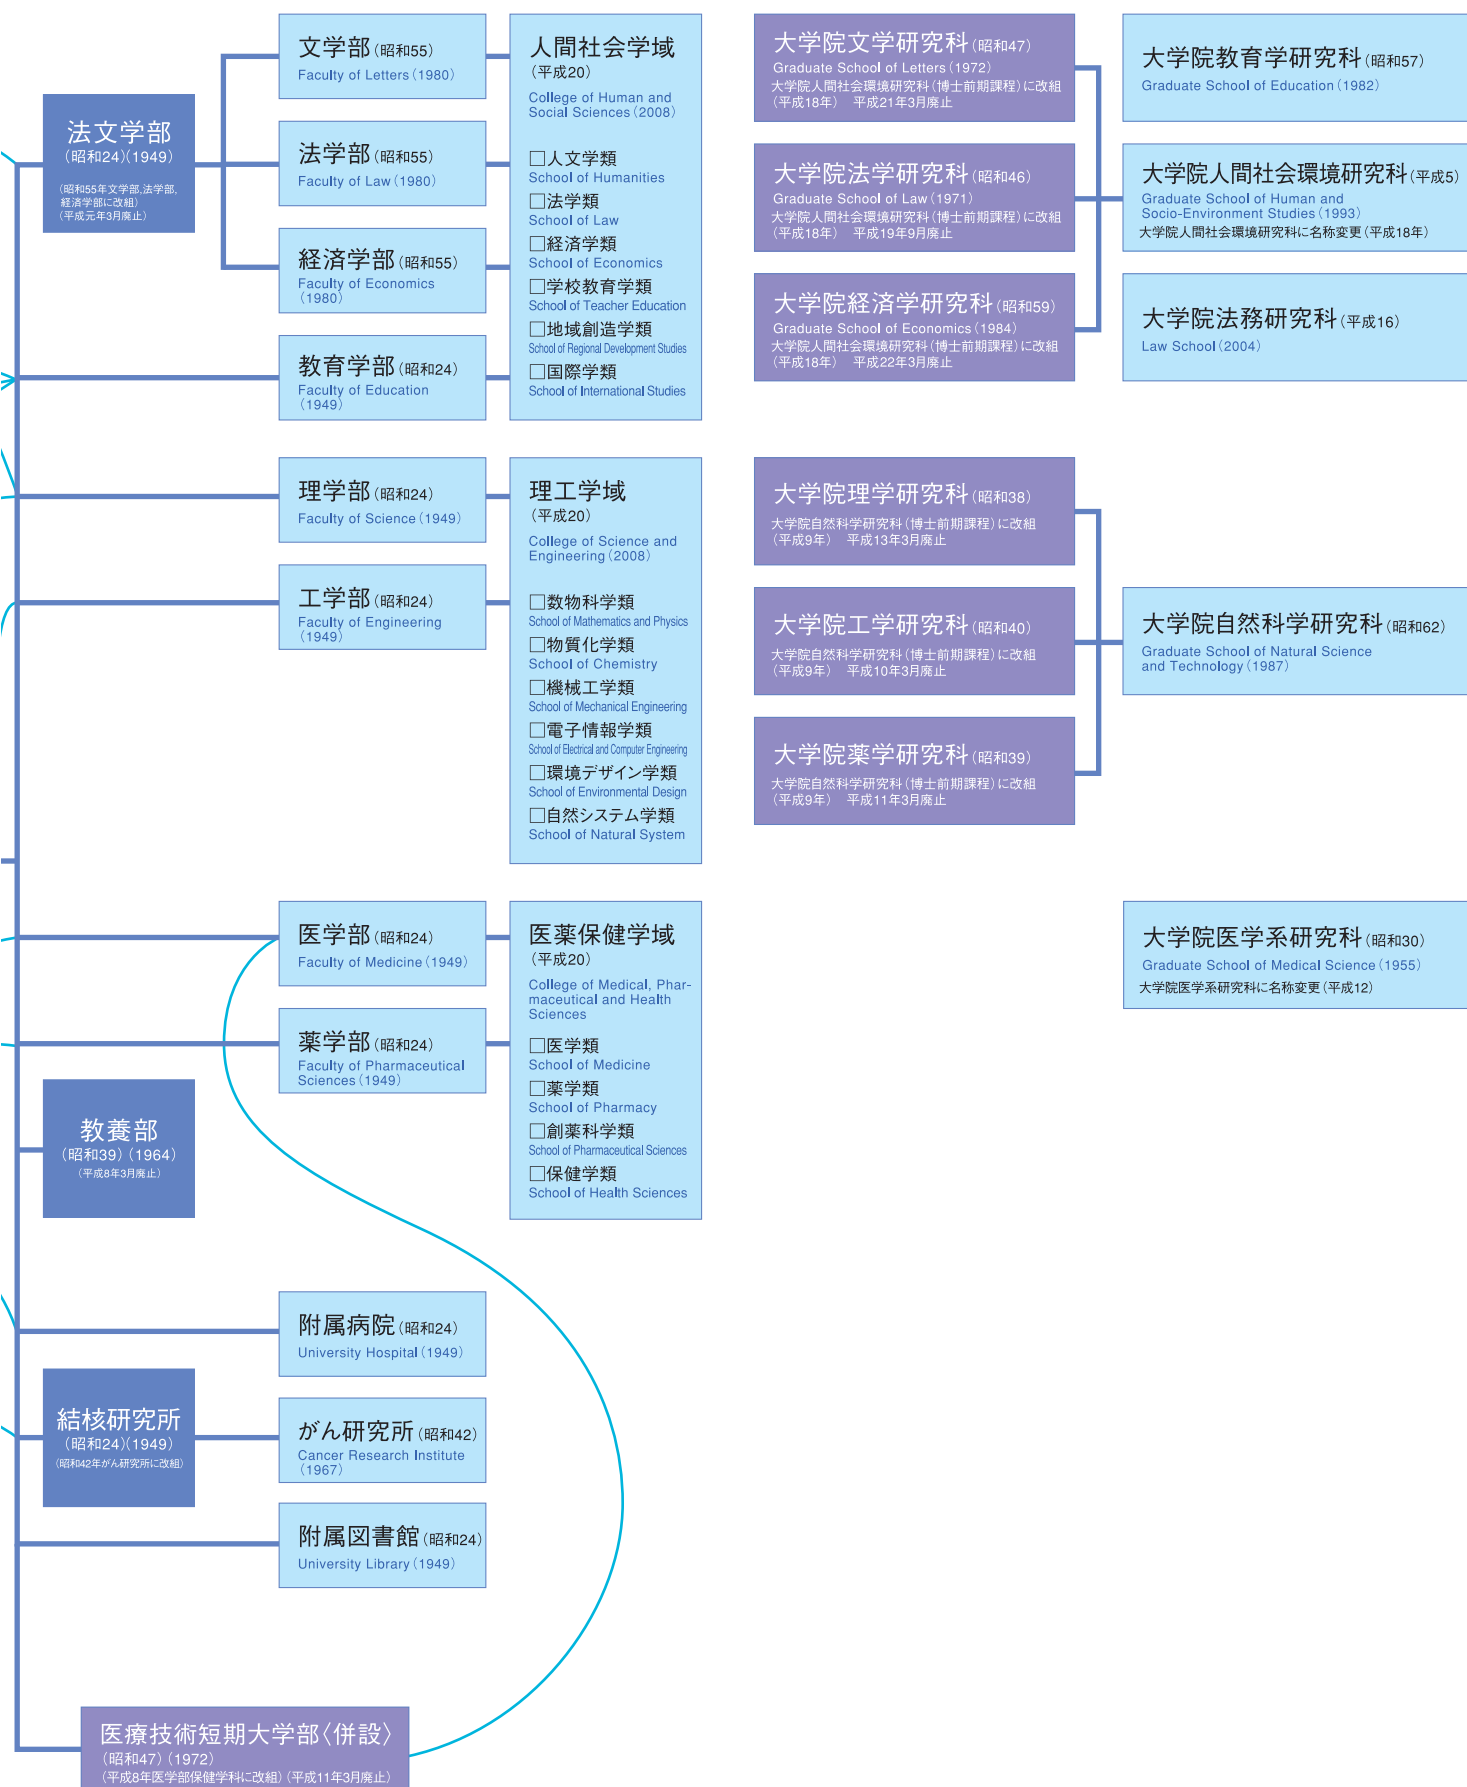 法文学部
（昭和24）（1949）
（昭和55年文学部,法学部,
経済学部に改組）
（平成元年3月廃止）
文学部（昭和55）
Faculty of Letters（1980）
法学部（昭和55）
Faculty of Law（1980）
経済学部（昭和55）
Faculty of Economics
（1980）
教育学部（昭和24）
Faculty of Education
（1949）
人間社会学域
（平成20）
College of Human and
Social Sciences（2008）
□人文学類
School of Humanities
□法学類
School of Law
□経済学類
School of Economics
□学校教育学類
School of Teacher Education
□地域創造学類
School of Regional Development Studies
□国際学類
School of International Studies
大学院文学研究科（昭和47）
Graduate School of Letters（1972）
大学院人間社会環境研究科（博士前期課程）に改組
（平成18年）　平成21年3月廃止
大学院法学研究科（昭和46）
Graduate School of Law（1971）
大学院人間社会環境研究科（博士前期課程）に改組
（平成18年）　平成19年9月廃止
大学院経済学研究科（昭和59）
Graduate School of Economics（1984）
大学院人間社会環境研究科（博士前期課程）に改組
（平成18年）　平成22年3月廃止
大学院教育学研究科（昭和57）
Graduate School of Education（1982）
大学院人間社会環境研究科（平成5）
Graduate School of Human and
Socio-Environment Studies（1993）
大学院人間社会環境研究科に名称変更（平成18年）
大学院法務研究科（平成16）
Law School（2004）
理学部（昭和24）
Faculty of Science（1949）
工学部（昭和24）
Faculty of Engineering
（1949）
理工学域
（平成20）
College of Science and
Engineering（2008）
□数物科学類
School of Mathematics and Physics
□物質化学類
School of Chemistry
□機械工学類
School of Mechanical Engineering
□電子情報学類
School of Electrical and Computer Engineering
□環境デザイン学類
School of Environmental Design
□自然システム学類
School of Natural System
大学院理学研究科（昭和38）
大学院自然科学研究科（博士前期課程）に改組
（平成9年）　平成13年3月廃止
大学院工学研究科（昭和40）
大学院自然科学研究科（博士前期課程）に改組
（平成9年）　平成10年3月廃止
大学院薬学研究科（昭和39）
大学院自然科学研究科（博士前期課程）に改組
（平成9年）　平成11年3月廃止
大学院自然科学研究科（昭和62）
Graduate School of Natural Science
and Technology（1987）
医学部（昭和24）
Faculty of Medicine（1949）
薬学部（昭和24）
Faculty of Pharmaceutical
Sciences（1949）
医薬保健学域
（平成20）
College of Medical, Phar-
maceutical and Health
Sciences
□医学類
School of Medicine
□薬学類
School of Pharmacy
□創薬科学類
School of Pharmaceutical Sciences
□保健学類
School of Health Sciences
大学院医学系研究科（昭和30）
Graduate School of Medical Science（1955）
大学院医学系研究科に名称変更（平成12）
教養部
（昭和39）（1964）
（平成8年3月廃止）
附属病院（昭和24）
University Hospital（1949）
結核研究所
（昭和24）（1949）
（昭和42年がん研究所に改組）
がん研究所（昭和42）
Cancer Research Institute
（1967）
附属図書館（昭和24）
University Library（1949）
医療技術短期大学部〈併設〉
（昭和47）（1972）
（平成8年医学部保健学科に改組）（平成11年3月廃止）